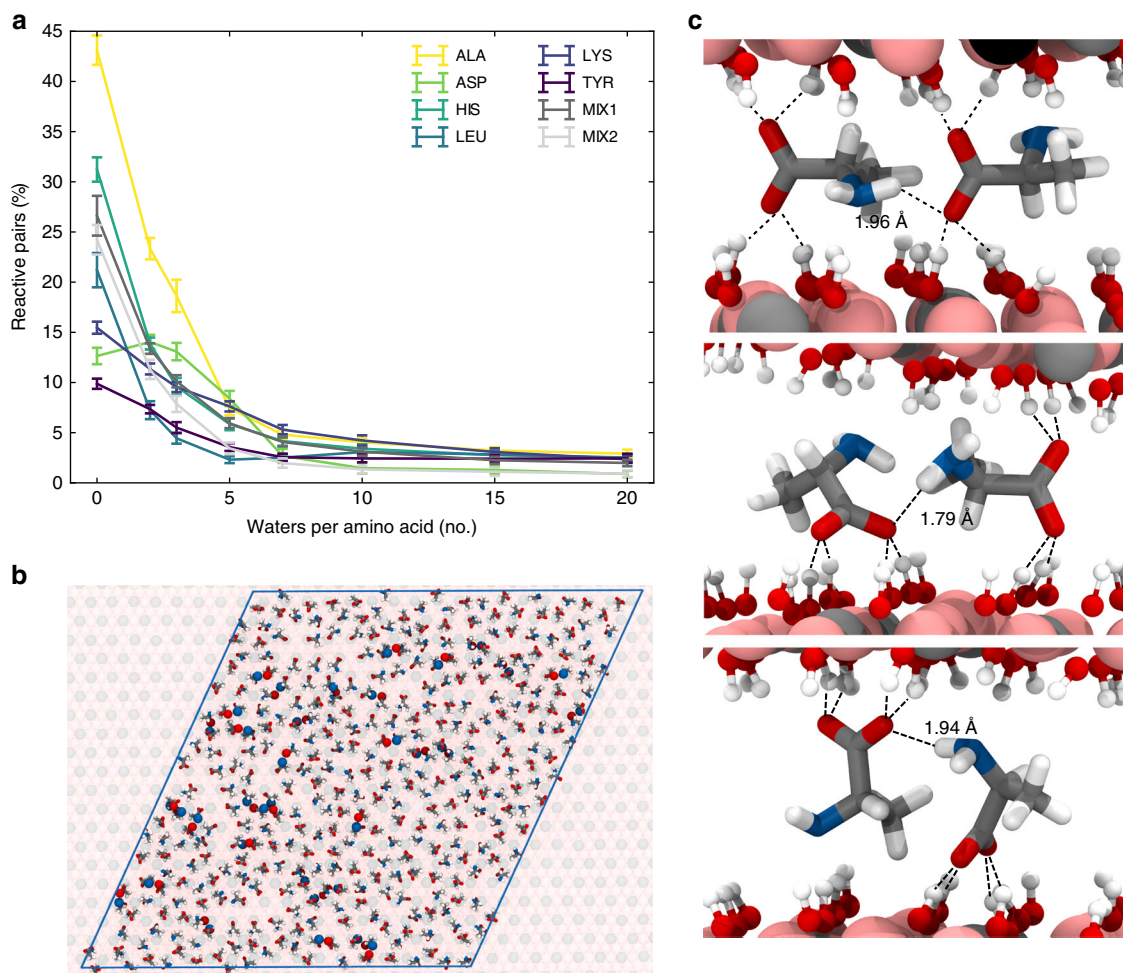 a
45
40
35
30
25
20
15
10
5
0
Reactive pairs (%)
ALA
ASP
HIS
LEU
LYS
TYR
MIX1
MIX2
0
5
10
15
20
Waters per amino acid (no.)
b
c
1.96 Å
1.79 Å
1.94 Å